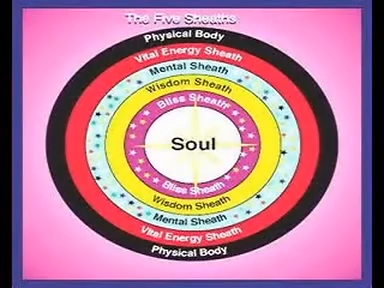 The Five Sheaths
Physical Body
Vital Energy Sheath
Mental Sheath
Wisdom Sheath
Bliss Sheath
Soul
Bliss Sheath
Wisdom Sheath
Mental Sheath
Vital Energy Sheath
Physical Body